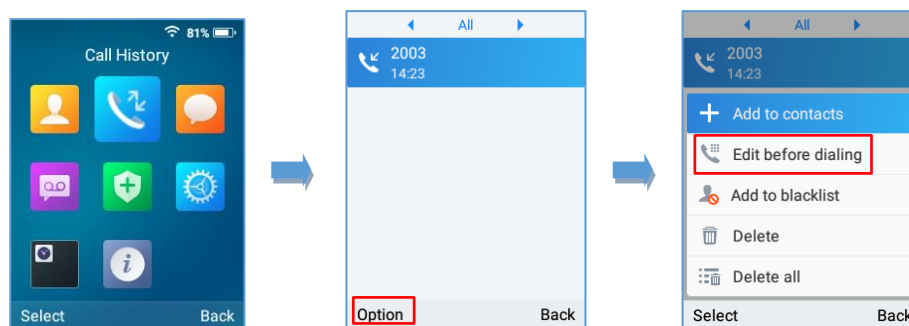 81%
Call History
Select Back
All
2003
14:23
Option Back
All
2003
14:23
Add to contacts
Edit before dialing
Add to blacklist
Delete
Delete all
Select Back